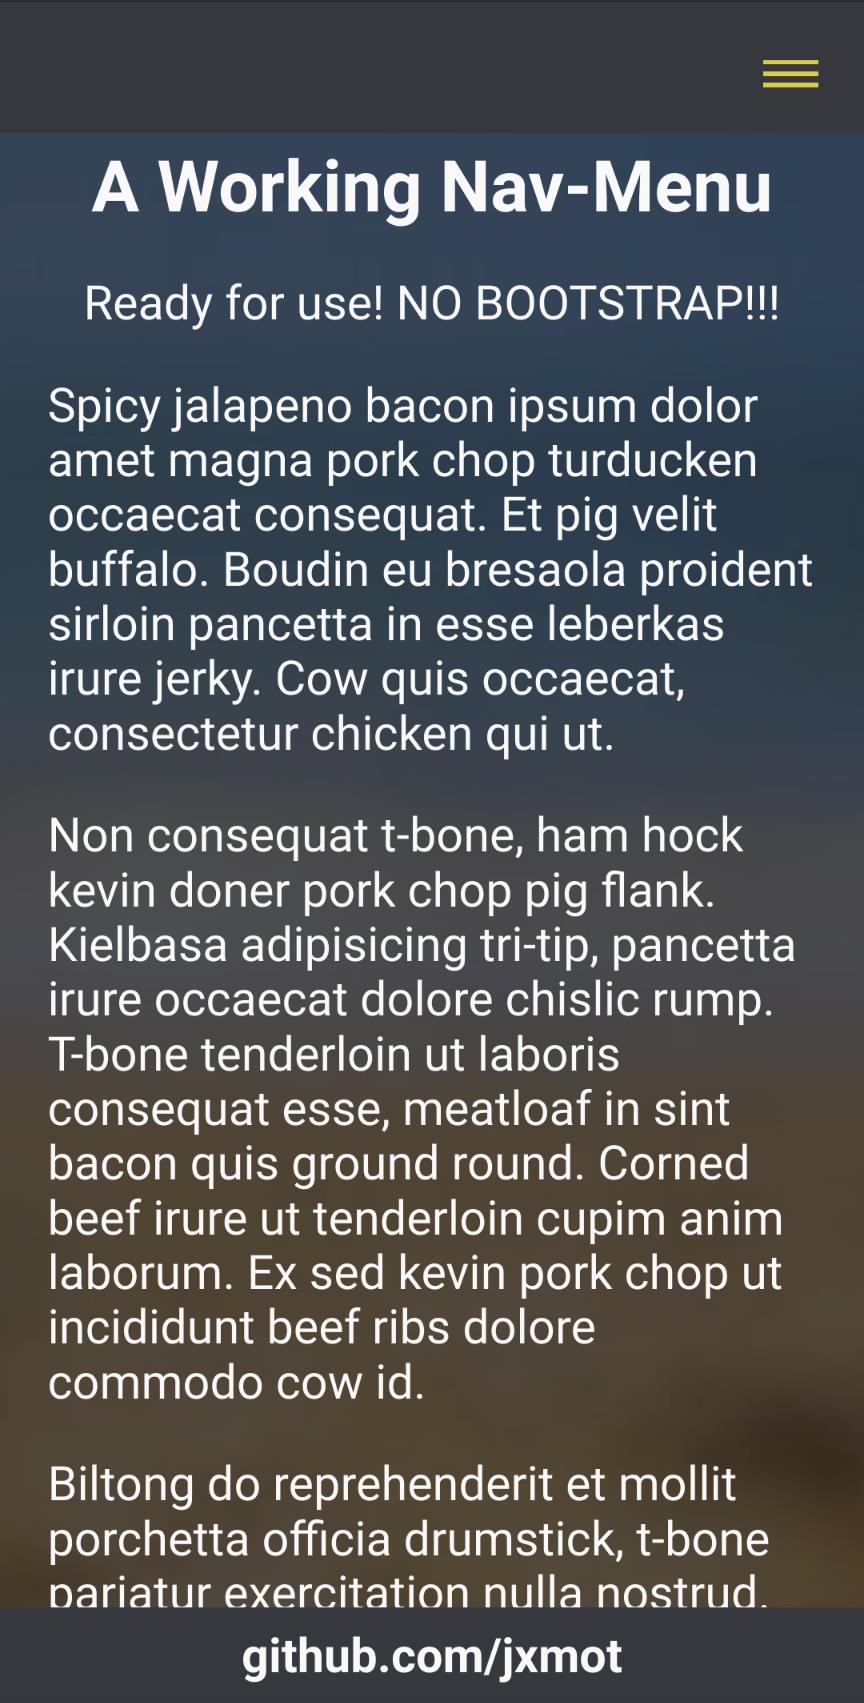 A Working Nav-Menu
Ready for use! NO BOOTSTRAP!!!
Spicy jalapeno bacon ipsum dolor
amet magna pork chop turducken
occaecat consequat. Et pig velit
buffalo. Boudin eu bresaola proident
sirloin pancetta in esse leberkas
irure jerky. Cow quis occaecat,
consectetur chicken qui ut.
Non consequat t-bone, ham hock
kevin doner pork chop pig flank.
Kielbasa adipisicing tri-tip, pancetta
irure occaecat dolore chislic rump.
T-bone tenderloin ut laboris
consequat esse, meatloaf in sint
bacon quis ground round. Corned
beef irure ut tenderloin cupim anim
laborum. Ex sed kevin pork chop ut
incididunt beef ribs dolore
commodo cow id.
Biltong do reprehenderit et mollit
porchetta officia drumstick, t-bone
pariatur exercitation nulla nostrud.
github.com/jxmot